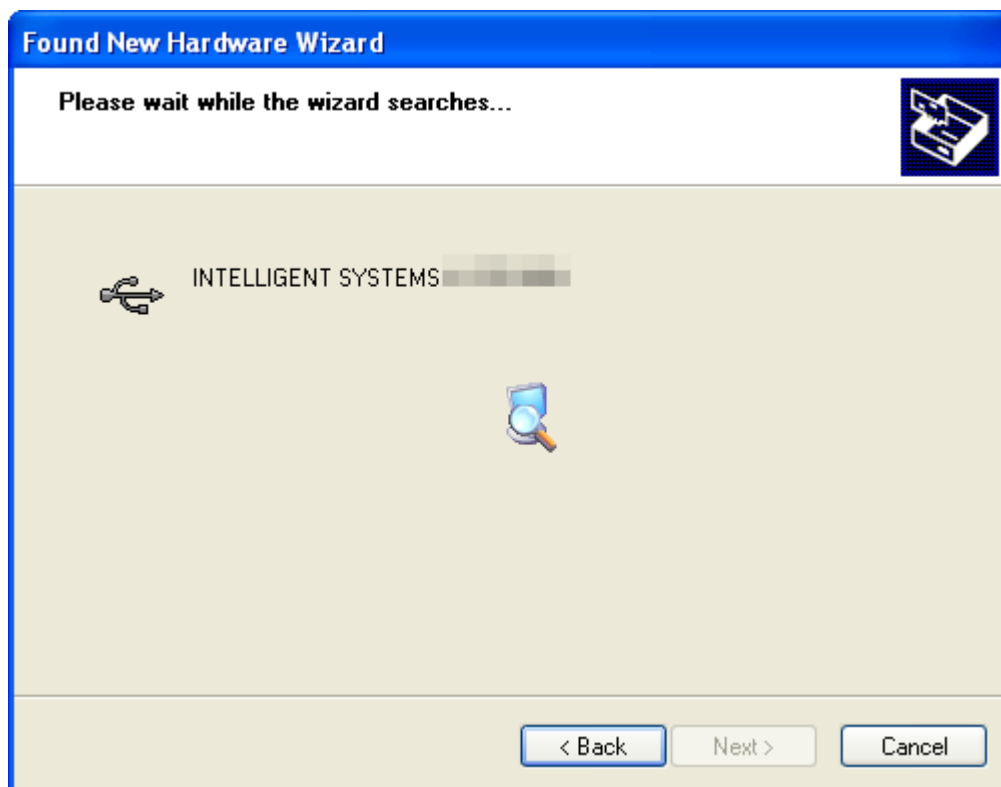 Found New Hardware Wizard
Please wait while the wizard searches...
INTELLIGENT SYSTEMS
< Back
Next >
Cancel